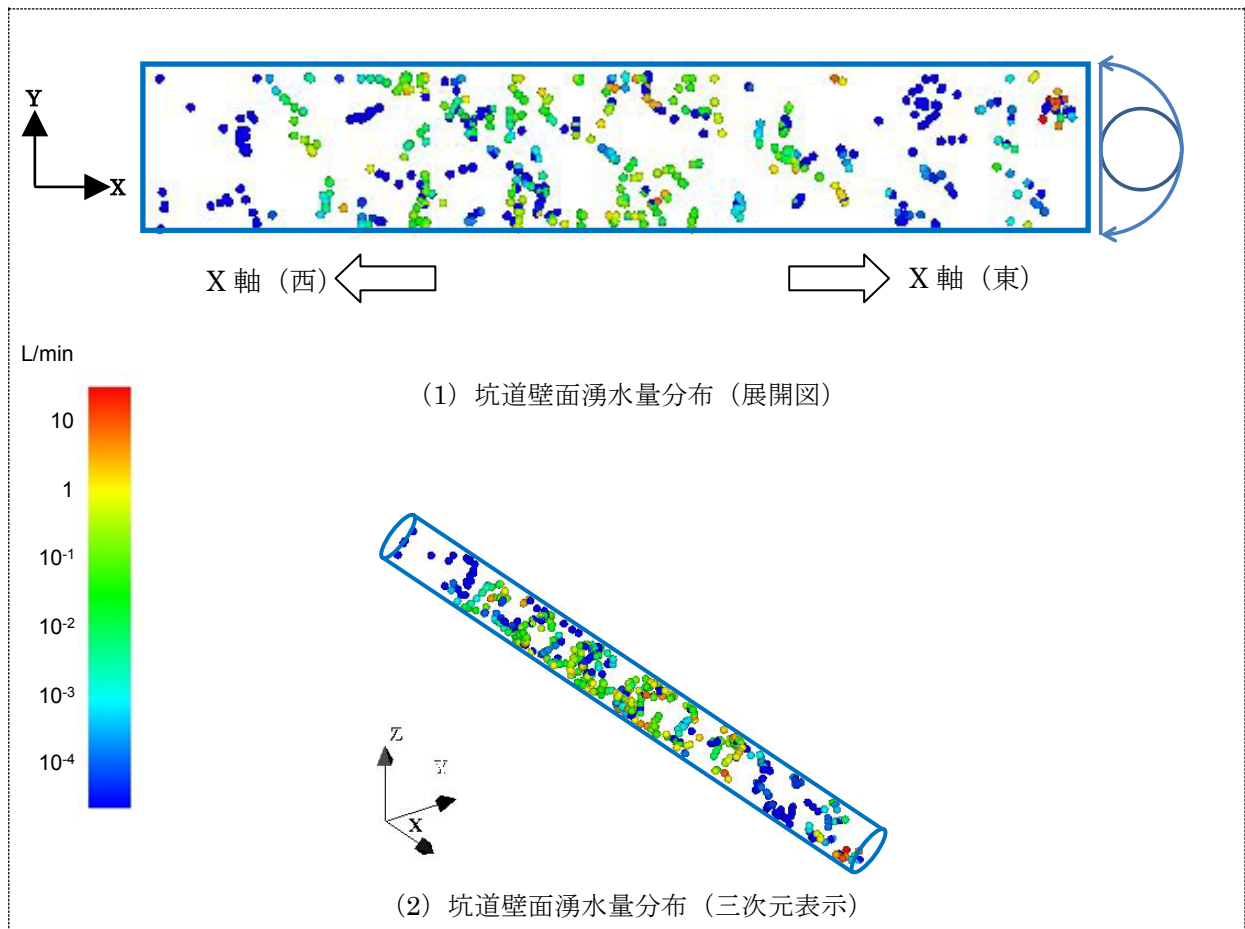 Y
X
X 軸（西）
X 軸（東）
L/min
（1）坑道壁面湧水量分布（展開図）
10
1
10-1
10-2
10-3
10-4
Z
Y
X
（2）坑道壁面湧水量分布（三次元表示）